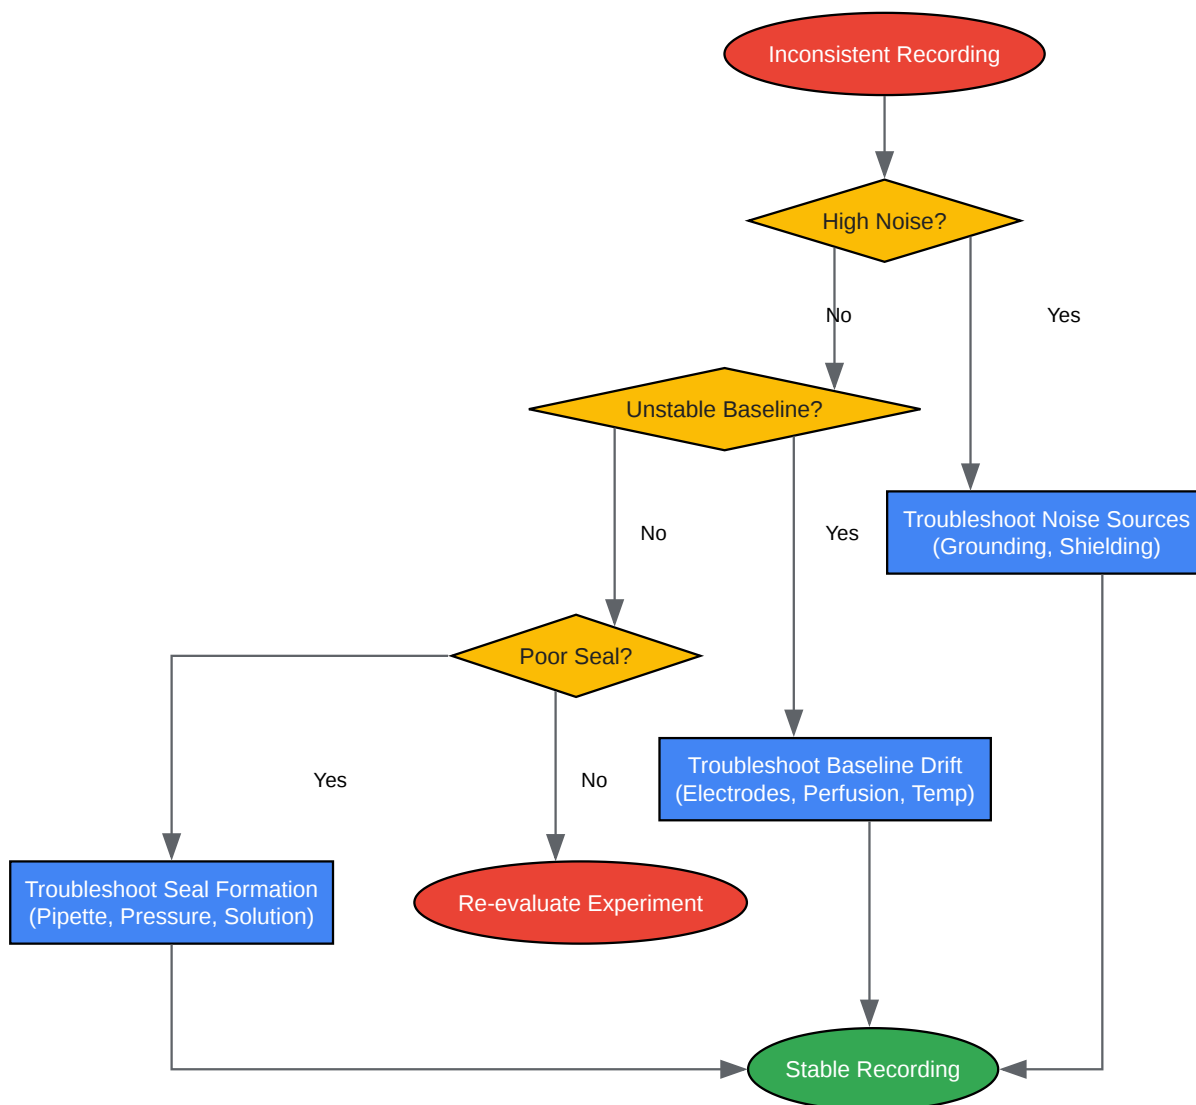 Inconsistent Recording
High Noise?
No
Yes
Unstable Baseline?
Troubleshoot Noise Sources
(Grounding, Shielding)
No
Yes
Poor Seal?
Troubleshoot Baseline Drift
(Electrodes, Perfusion, Temp)
Yes
No
Troubleshoot Seal Formation
(Pipette, Pressure, Solution)
Re-evaluate Experiment
Stable Recording